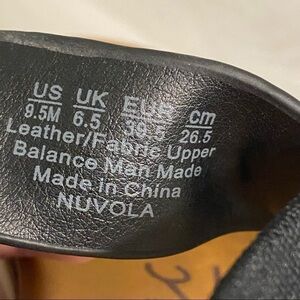 US UK EUR cm
9.5M 6.5 39.5 26.5
Leather/Fabric Upper
Balance Man Made
Made in China
NUVOLA